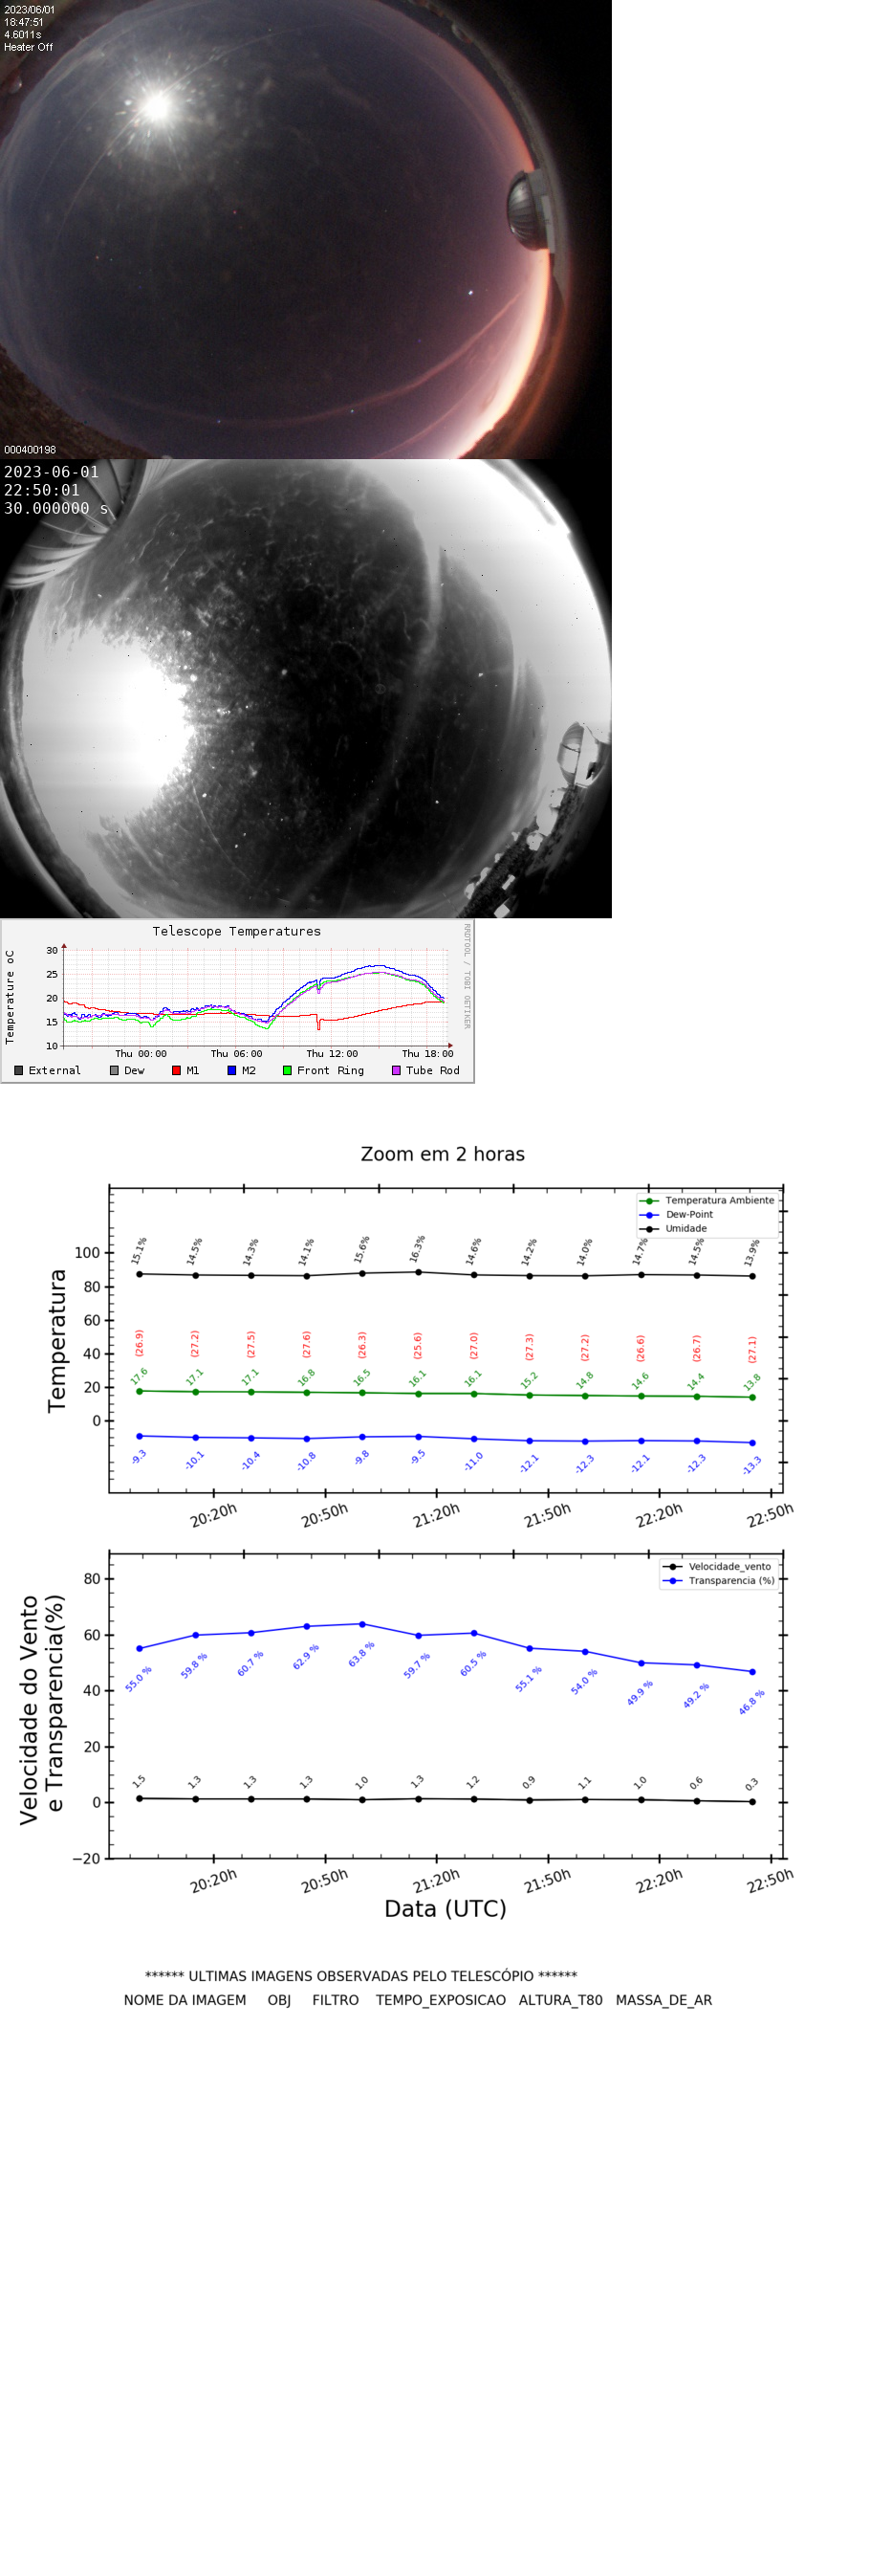 2023/06/01
18:47:51
4.6011s
Heater Off
000400198
2023-06-01
22:50:01
30.000000 s
Telescope Temperatures
RRDTOOL / TOBI OETIKER
Temperature oC
30
25
20
15
10
Thu 00:00 Thu 06:00 Thu 12:00 Thu 18:00
External Dew M1 M2 Front Ring Tube Rod
Zoom em 2 horas
Temperatura Ambiente
Dew-Point
Umidade
Temperatura
100
80
60
40
20
0
15.1% 14.5% 14.3% 14.1% 15.6% 16.3% 14.6% 14.2% 14.0% 14.7% 14.5% 13.9%
(26.9) (27.2) (27.5) (27.6) (26.3) (25.6) (27.0) (27.3) (27.2) (26.6) (26.7) (27.1)
17.6 17.1 17.1 16.8 16.5 16.1 16.1 15.2 14.8 14.6 14.4 13.8
-9.3 -10.1 -10.4 -10.8 -9.8 -9.5 -11.0 -12.1 -12.3 -12.1 -12.3 -13.3
20:20h 20:50h 21:20h 21:50h 22:20h 22:50h
Velocidade_vento
Transparencia (%)
Velocidade do Vento
e Transparencia(%)
80
60
40
20
0
−20
55.0 % 59.8 % 60.7 % 62.9 % 63.8 % 59.7 % 60.5 % 55.1 % 54.0 % 49.9 % 49.2 % 46.8 %
1.5 1.3 1.3 1.3 1.0 1.3 1.2 0.9 1.1 1.0 0.6 0.3
20:20h 20:50h 21:20h 21:50h 22:20h 22:50h
Data (UTC)
****** ULTIMAS IMAGENS OBSERVADAS PELO TELESCÓPIO ******
NOME DA IMAGEM OBJ FILTRO TEMPO_EXPOSICAO ALTURA_T80 MASSA_DE_AR